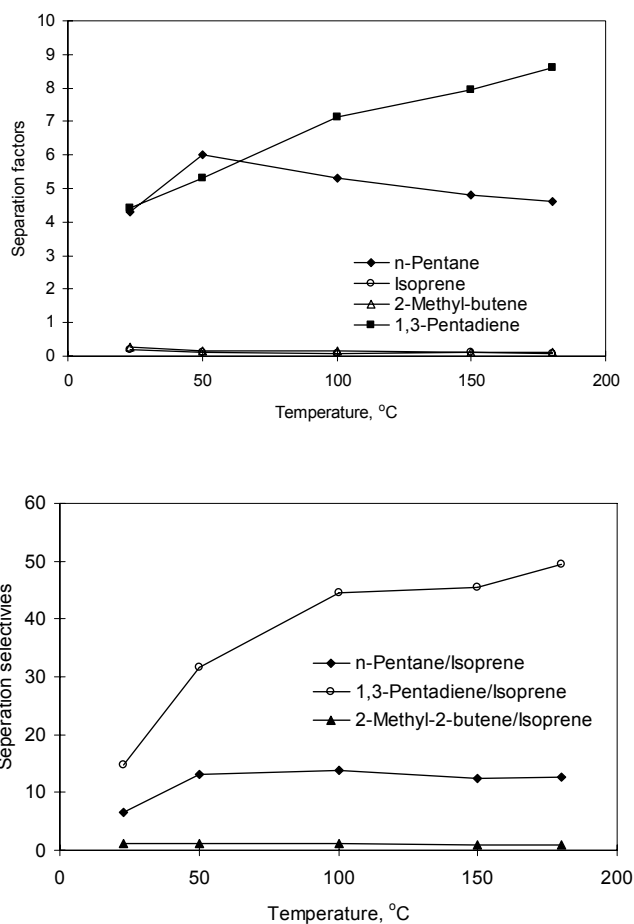 10
9
8
7
6
5
4
3
2
1
0
Separation factors
n-Pentane
Isoprene
2-Methyl-butene
1,3-Pentadiene
0 50 100 150 200
Temperature, °C
60
50
40
30
20
10
0
Seperation selectivies
n-Pentane/Isoprene
1,3-Pentadiene/Isoprene
2-Methyl-2-butene/Isoprene
0 50 100 150 200
Temperature, °C